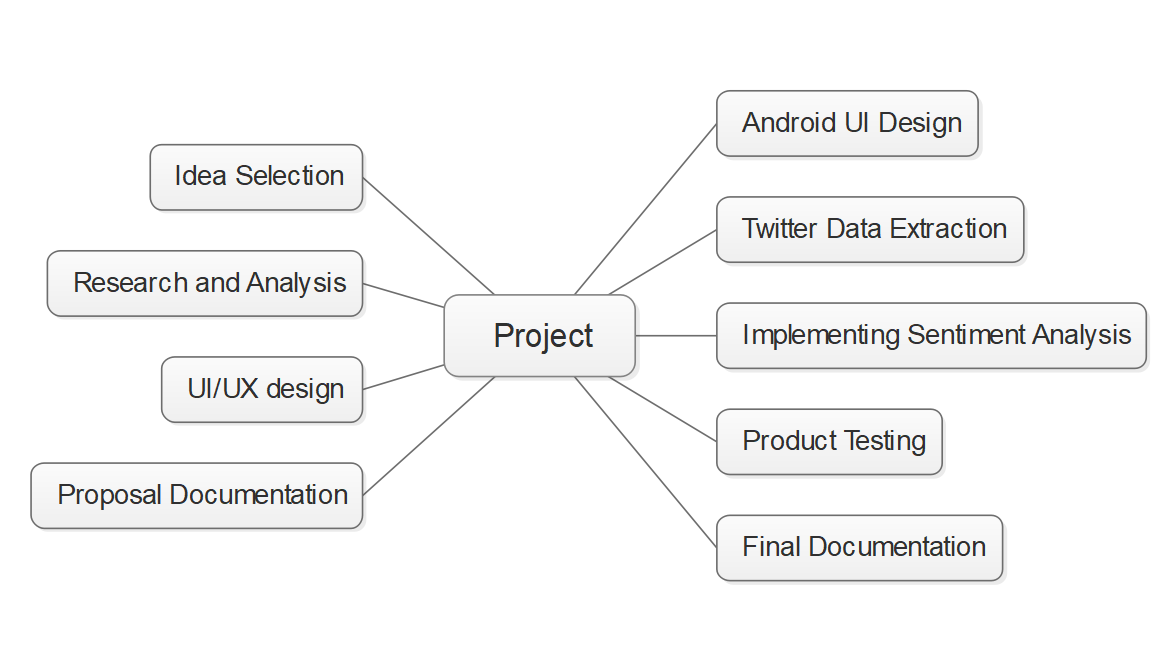 Idea Selection
Research and Analysis
UI/UX design
Proposal Documentation
Project
Android UI Design
Twitter Data Extraction
Implementing Sentiment Analysis
Product Testing
Final Documentation